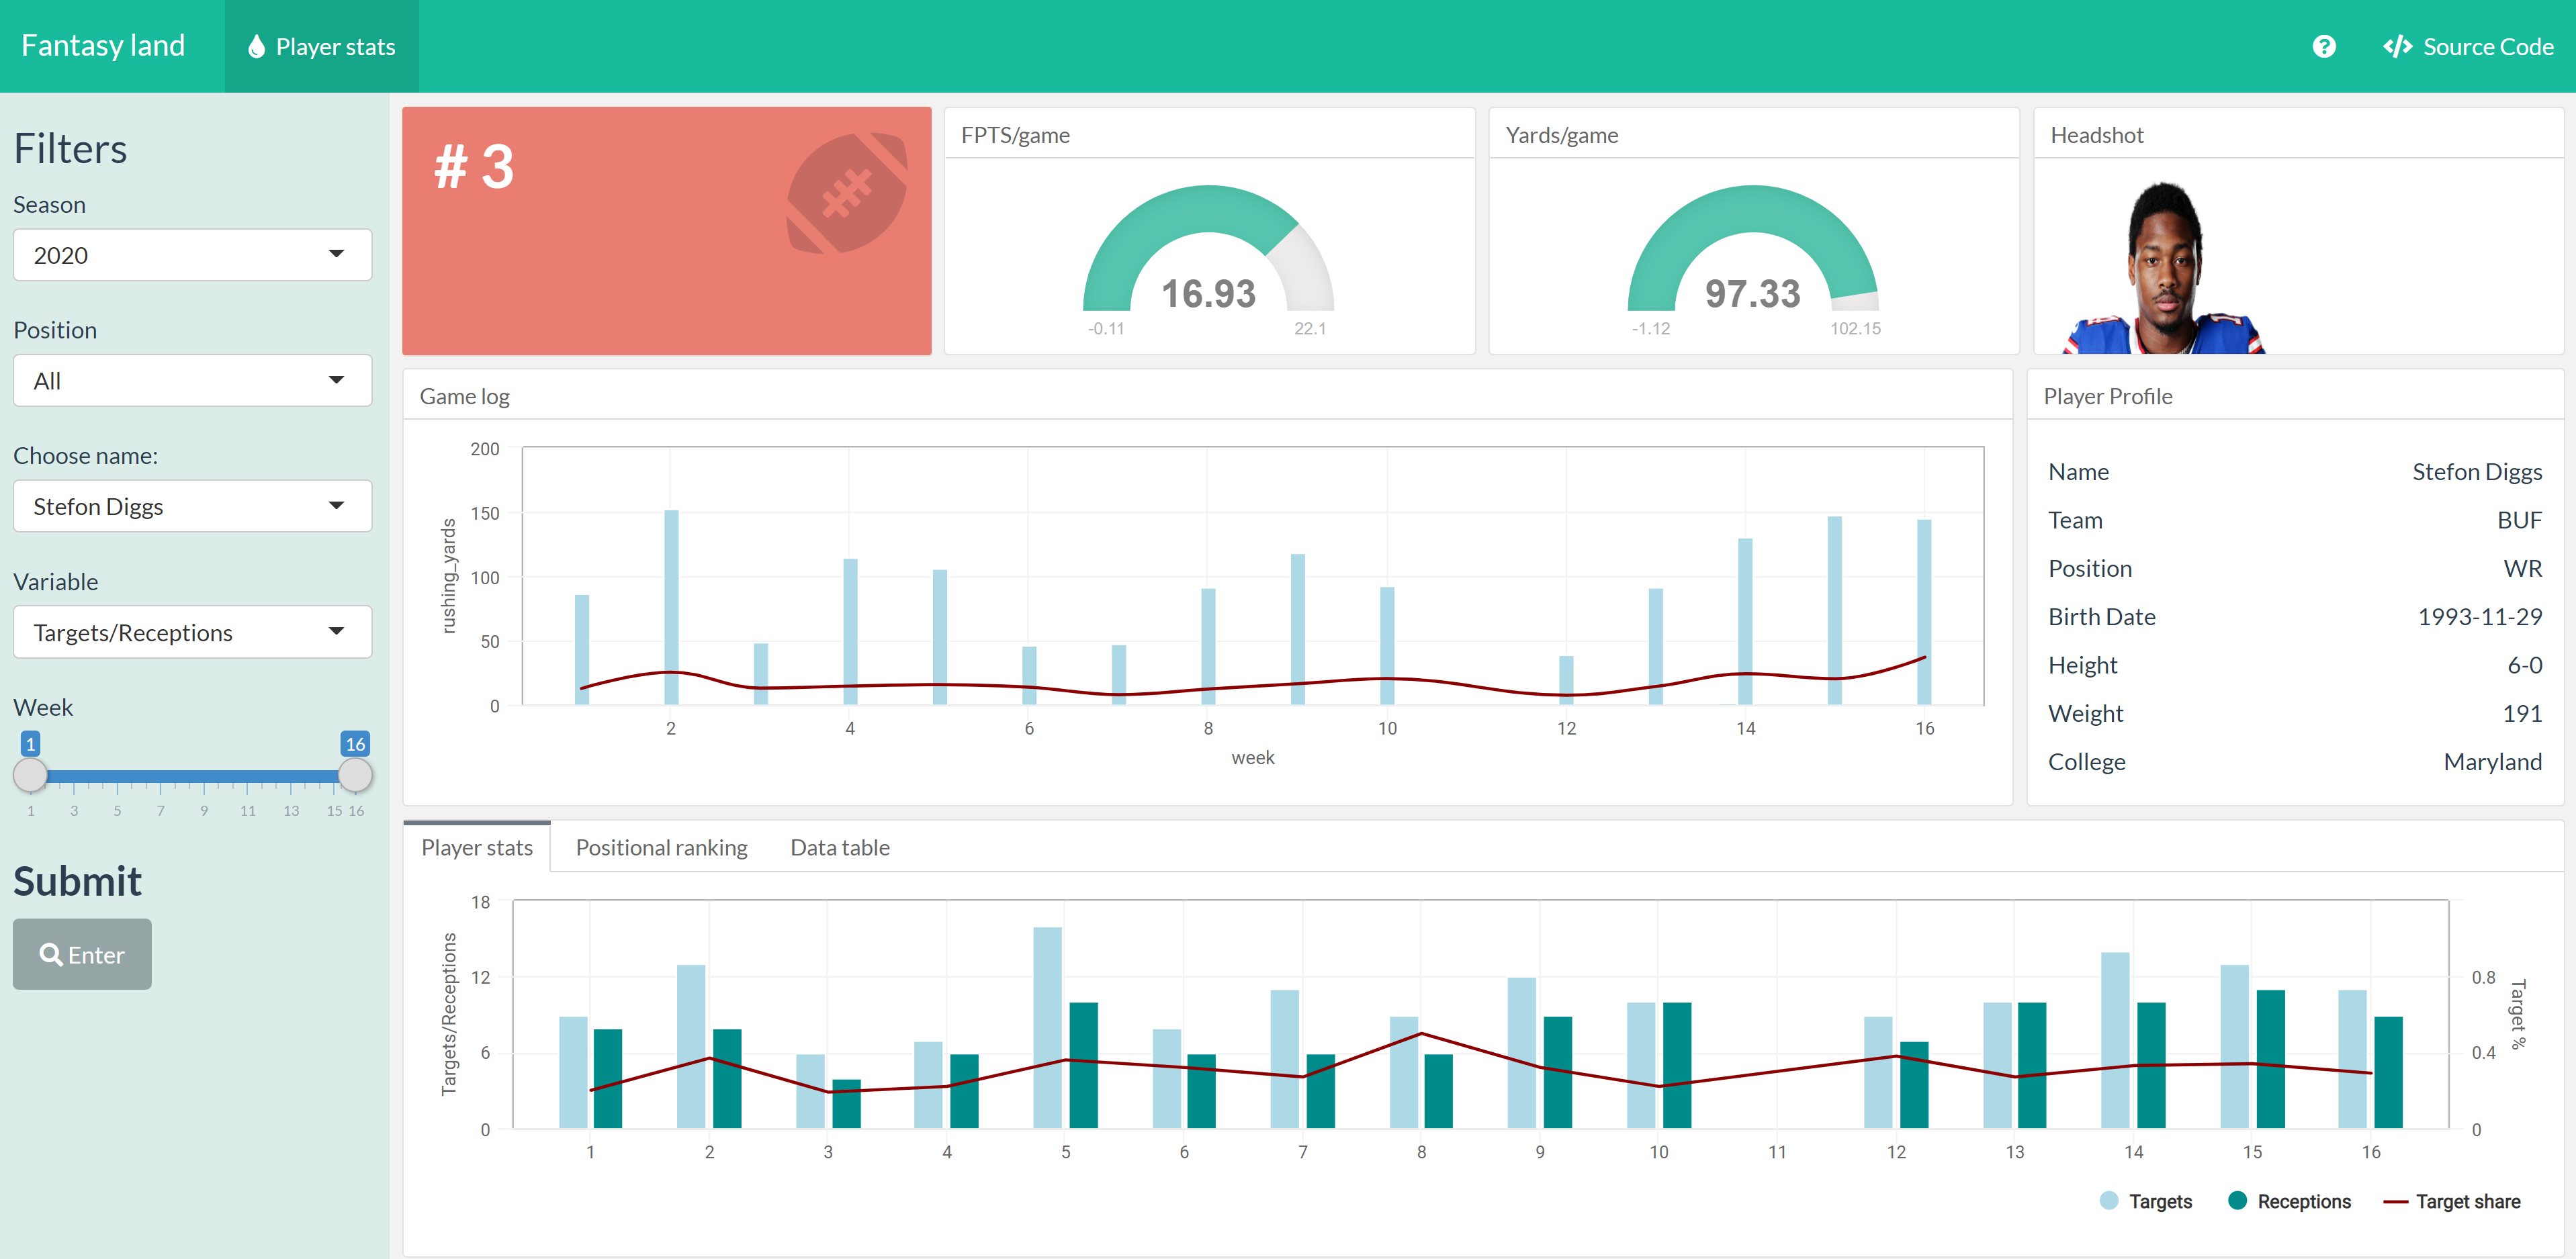 Fantasy land
Player stats
Source Code
Filters
Season
2020
Position
All
Choose name:
Stefon Diggs
Variable
Targets/Receptions
Week
1 16
1 3 5 7 9 11 13 15 16
Submit
Enter
# 3
FPTS/game
16.93
-0.11 22.1
Yards/game
97.33
-1.12 102.15
Headshot
Game log
200
150
100
50
0
rushing_yards
2 4 6 8 10 12 14 16
week
Player Profile
Name Stefon Diggs
Team BUF
Position WR
Birth Date 1993-11-29
Height 6-0
Weight 191
College Maryland
Player stats Positional ranking Data table
18
12
6
0
Targets/Receptions
0.8
0.4
0
Target %
1 2 3 4 5 6 7 8 9 10 11 12 13 14 15 16
Targets Receptions Target share